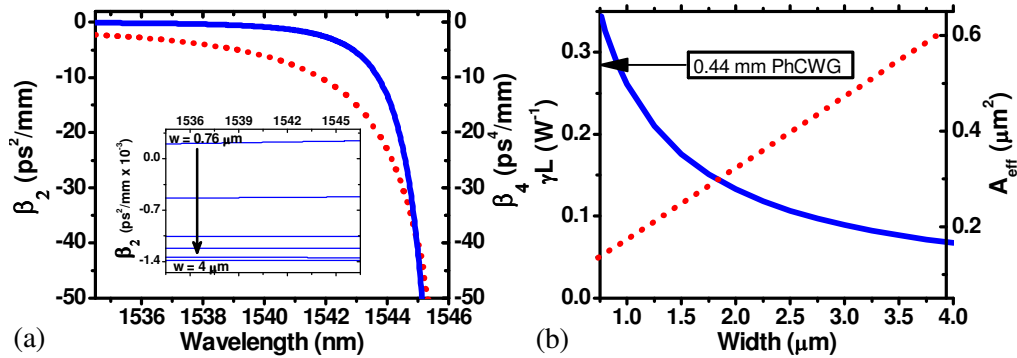 0
-10
-20
-30
-40
-50
β2 (ps²/mm)
1536 1538 1540 1542 1544 1546
Wavelength (nm)
0
-10
-20
-30
-40
-50
β4 (ps⁴/mm)
1536 1539 1542 1545
w = 0.76 μm
0.0
-0.7
-1.4
β2 (ps²/mm x 10⁻³)
w = 4 μm
(a)
0.3
0.2
0.1
0.0
γL (W⁻¹)
0.44 mm PhCWG
0.6
0.4
0.2
Aeff (μm²)
1.0 1.5 2.0 2.5 3.0 3.5 4.0
Width (μm)
(b)